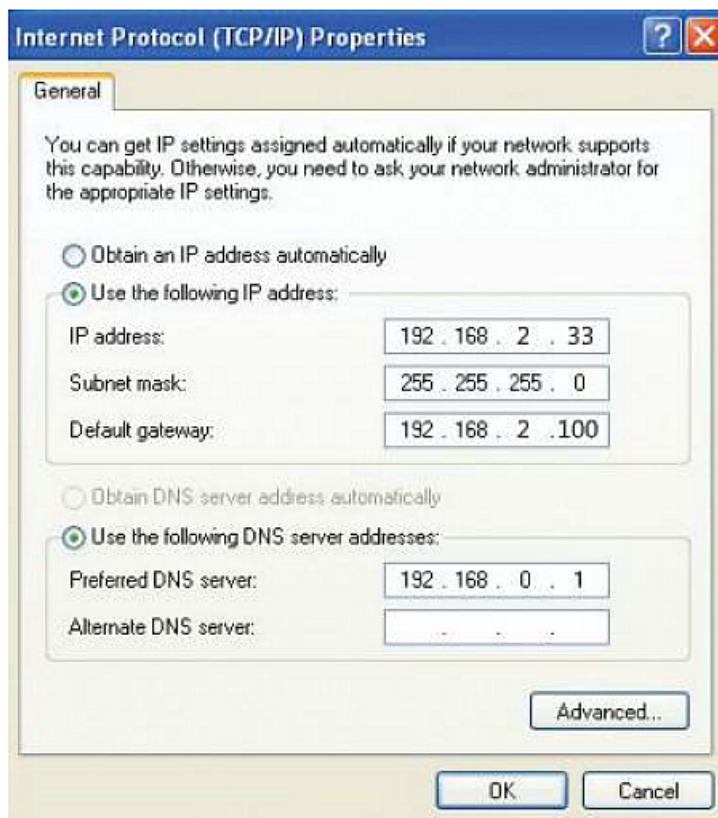 Internet Protocol (TCP/IP) Properties
General
You can get IP settings assigned automatically if your network supports
this capability. Otherwise, you need to ask your network administrator for
the appropriate IP settings.
Obtain an IP address automatically
Use the following IP address:
IP address: 192 . 168 . 2 . 33
Subnet mask: 255 . 255 . 255 . 0
Default gateway: 192 . 168 . 2 .100
Obtain DNS server address automatically
Use the following DNS server addresses:
Preferred DNS server: 192 . 168 . 0 . 1
Alternate DNS server: . . .
Advanced...
OK Cancel